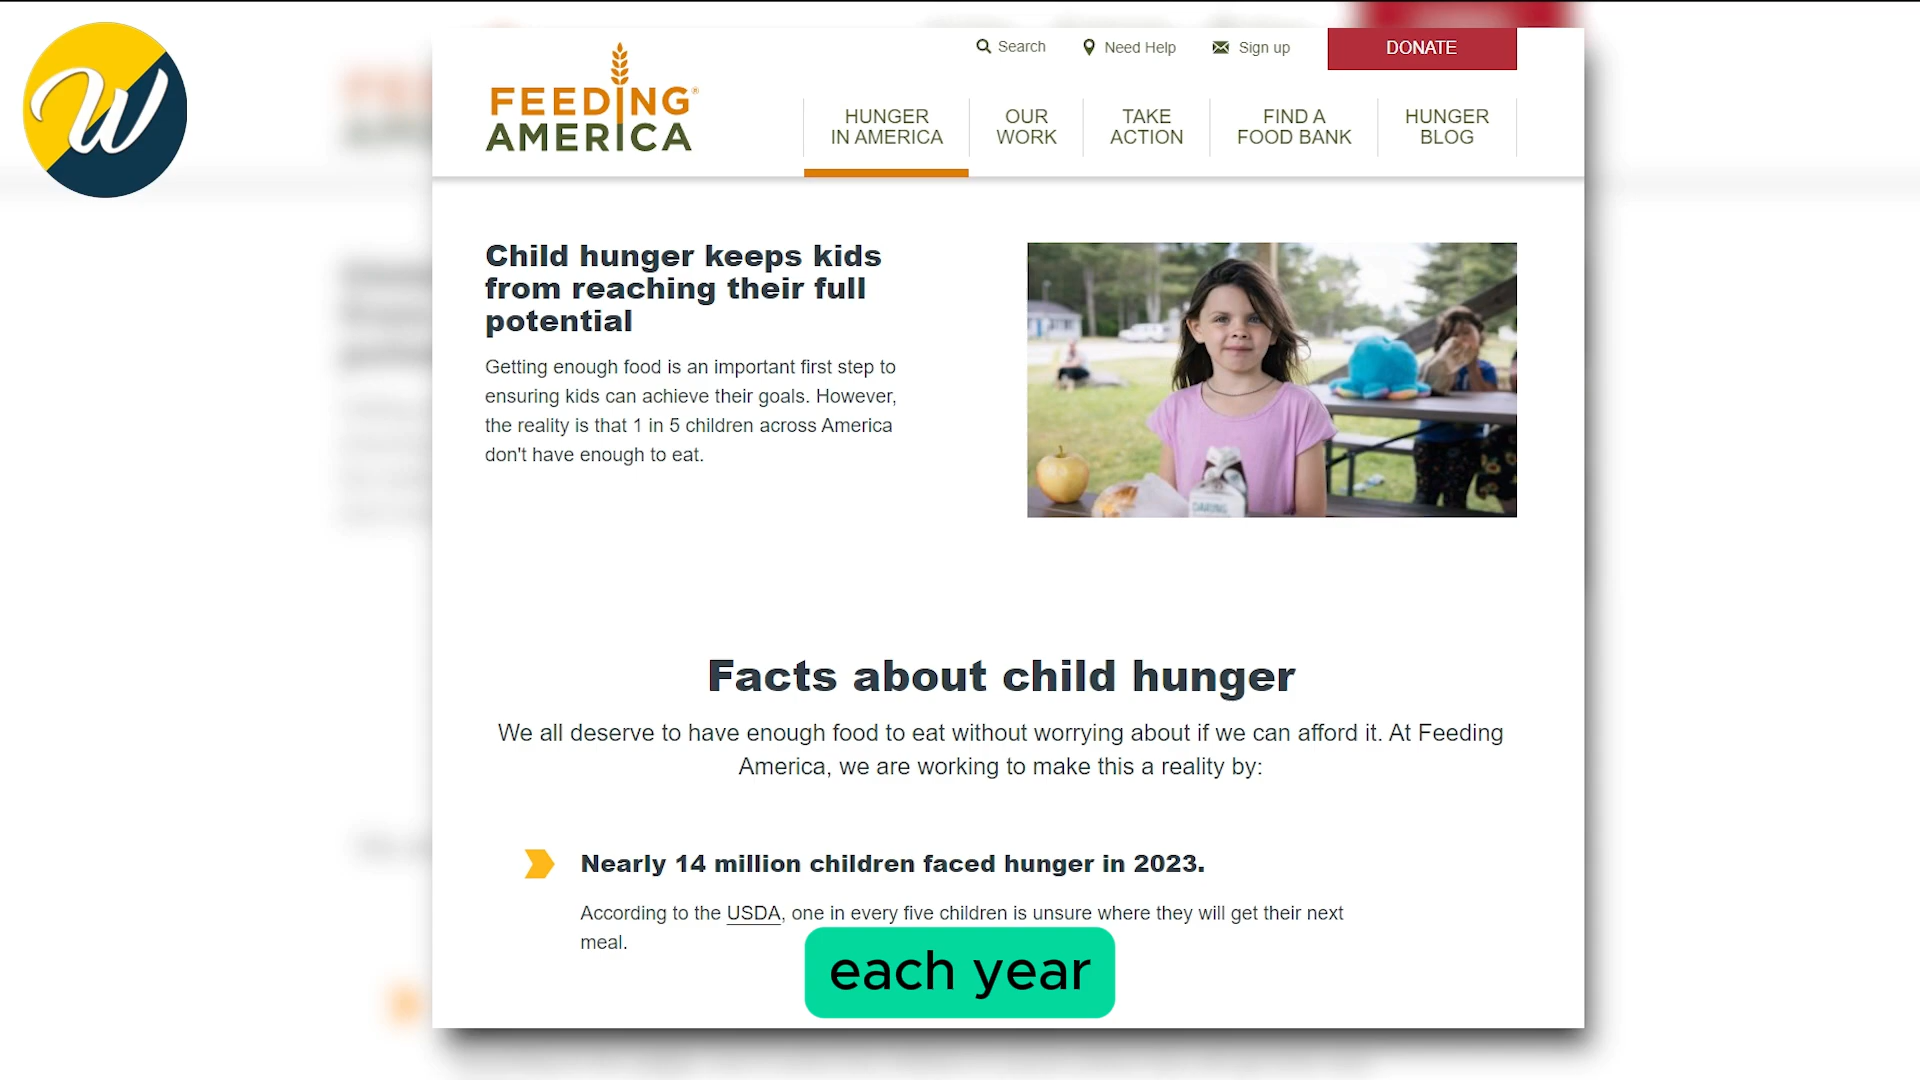 W
Search
Need Help
Sign up
DONATE
FEEDING®
AMERICA
HUNGER
IN AMERICA
OUR
WORK
TAKE
ACTION
FIND A
FOOD BANK
HUNGER
BLOG
Child hunger keeps kids
from reaching their full
potential
Getting enough food is an important first step to
ensuring kids can achieve their goals. However,
the reality is that 1 in 5 children across America
don't have enough to eat.
DARING
Facts about child hunger
We all deserve to have enough food to eat without worrying about if we can afford it. At Feeding
America, we are working to make this a reality by:
Nearly 14 million children faced hunger in 2023.
According to the USDA, one in every five children is unsure where they will get their next
meal.
each year